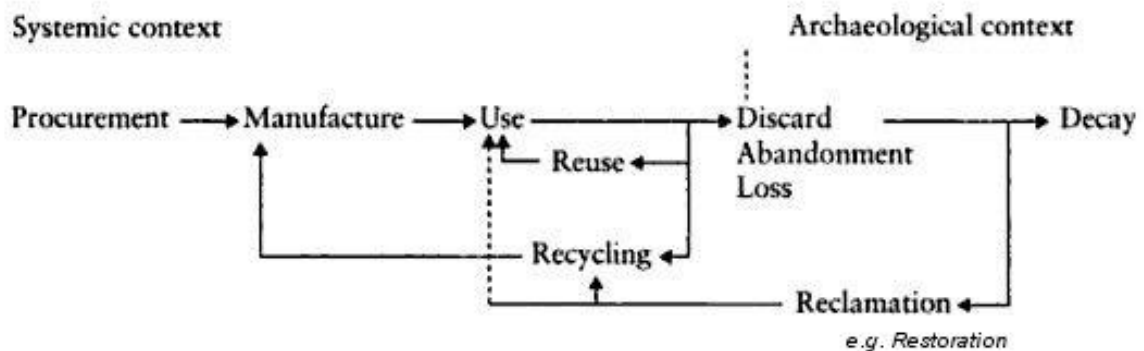 Systemic context
Archaeological context
Procurement
Manufacture
Use
Discard
Abandonment
Loss
Decay
Reuse
Recycling
Reclamation
e.g. Restoration